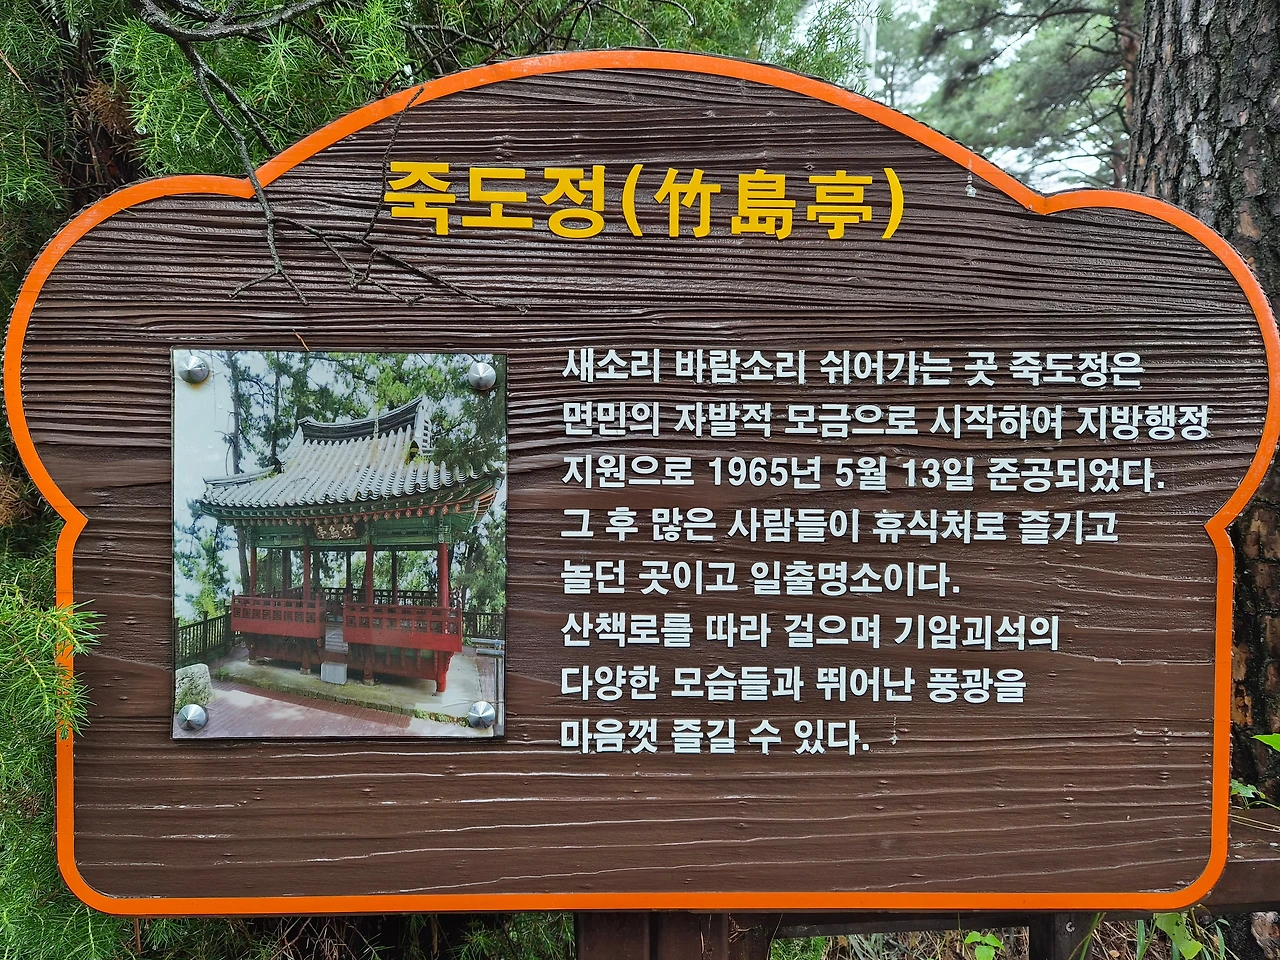 죽도정(竹島亭)
새소리 바람소리 쉬어가는 곳 죽도정은
면민의 자발적 모금으로 시작하여 지방행정
지원으로 1965년 5월 13일 준공되었다.
그 후 많은 사람들이 휴식처로 즐기고
놀던 곳이고 일출명소이다.
산책로를 따라 걸으며 기암괴석의
다양한 모습들과 뛰어난 풍광을
마음껏 즐길 수 있다.